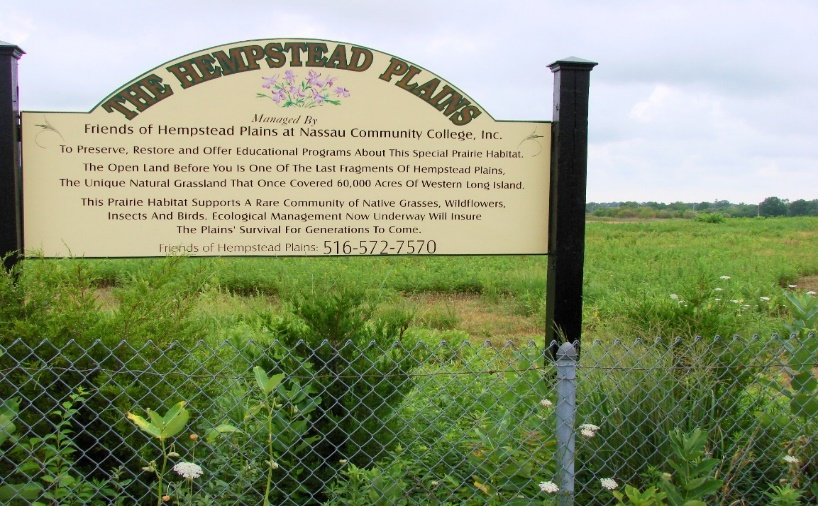 The Hempstead Plains
Managed By
Friends of Hempstead Plains at Nassau Community College, Inc.
To Preserve, Restore and Offer Educational Programs About This Special Prairie Habitat.
The Open Land Before You Is One Of The Last Fragments Of Hempstead Plains,
The Unique Natural Grassland That Once Covered 60,000 Acres Of Western Long Island.
This Prairie Habitat Supports A Rare Community of Native Grasses, Wildflowers,
Insects And Birds. Ecological Management Now Underway Will Insure
The Plains' Survival For Generations To Come.
Friends of Hempstead Plains: 516-572-7570